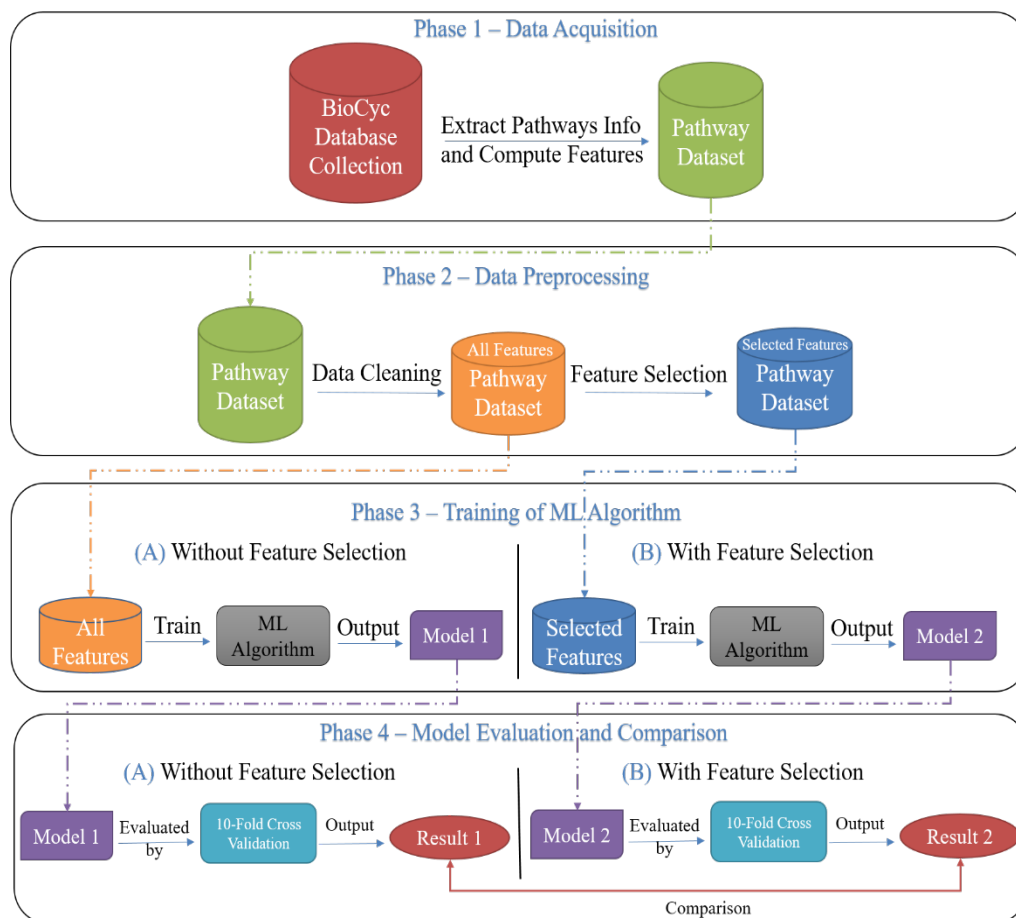 Phase 1 – Data Acquisition
BioCyc
Database
Collection
Extract Pathways Info
and Compute Features
Pathway
Dataset
Phase 2 – Data Preprocessing
Pathway
Dataset
Data Cleaning
All Features
Pathway
Dataset
Feature Selection
Selected Features
Pathway
Dataset
Phase 3 – Training of ML Algorithm
(A) Without Feature Selection
(B) With Feature Selection
All
Features
Train
ML
Algorithm
Output
Model 1
Selected
Features
Train
ML
Algorithm
Output
Model 2
Phase 4 – Model Evaluation and Comparison
(A) Without Feature Selection
(B) With Feature Selection
Model 1
Evaluated
by
10-Fold Cross
Validation
Output
Result 1
Model 2
Evaluated
by
10-Fold Cross
Validation
Output
Result 2
Comparison